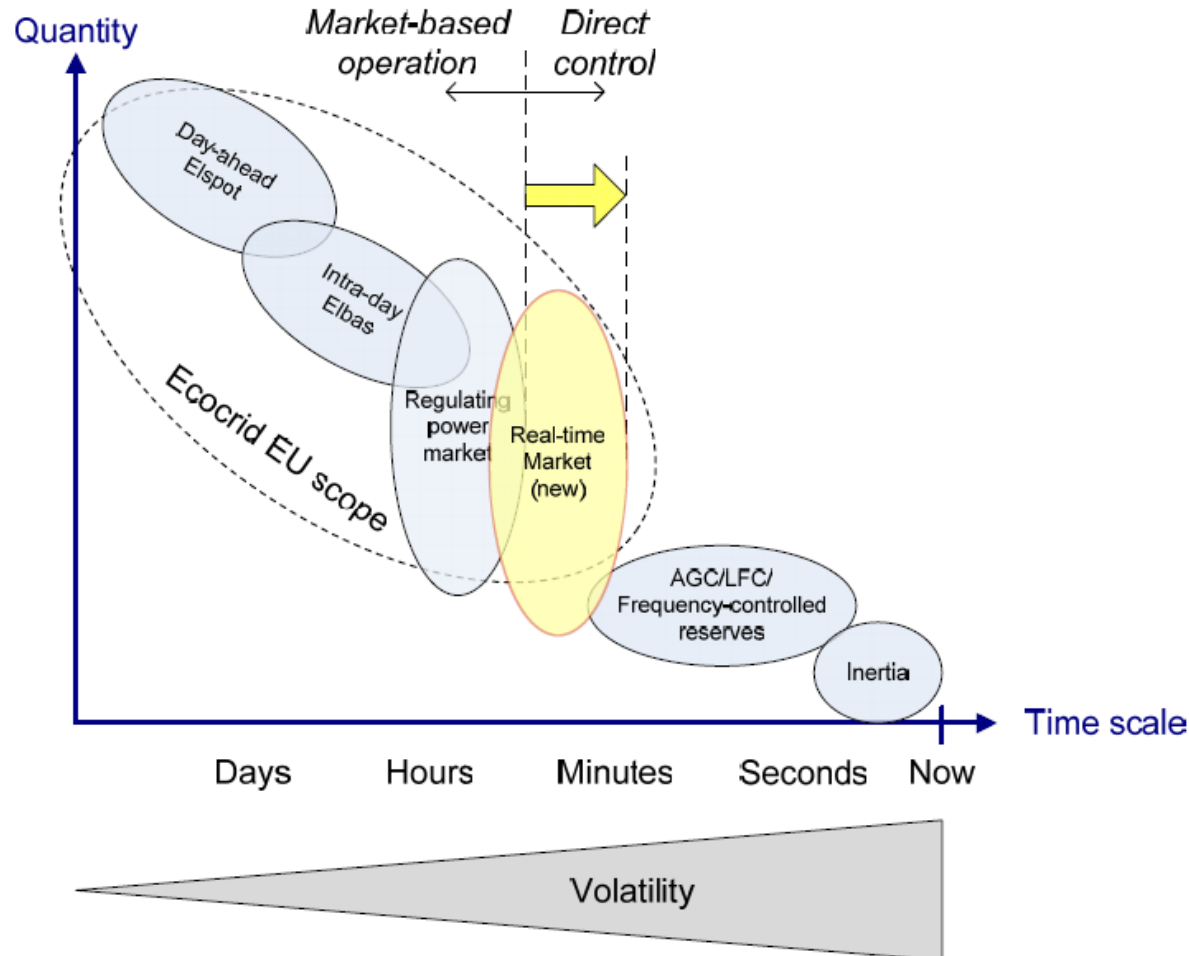 Quantity
Market-based
operation
Direct
control
Day-ahead
Elspot
Intra-day
Elbas
Ecocrid EU scope
Regulating
power
market
Real-time
Market
(new)
AGC/LFC/
Frequency-controlled
reserves
Inertia
Time scale
Days Hours Minutes Seconds Now
Volatility